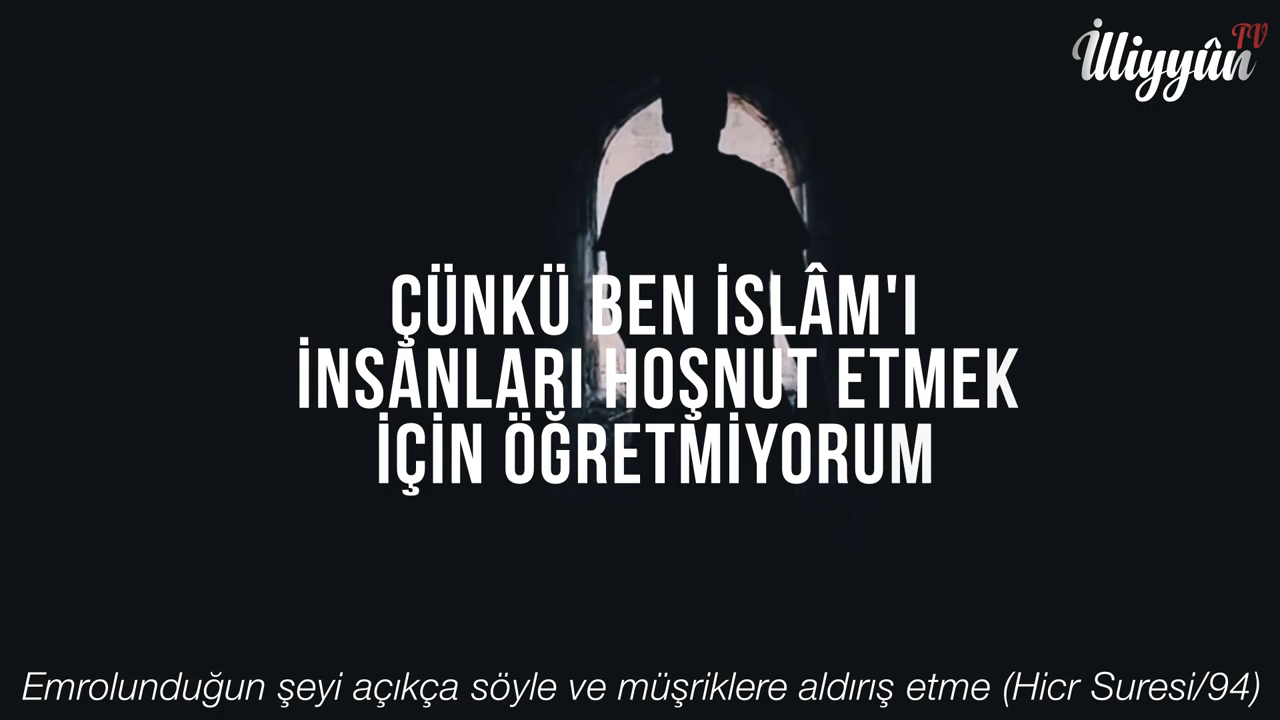 İlliyyûn TV
ÇÜNKÜ BEN İSLÂM'I
İNSANLARI HOŞNUT ETMEK
İÇİN ÖĞRETMİYORUM
Emrolunduğun şeyi açıkça söyle ve müşriklere aldırış etme (Hicr Suresi/94)